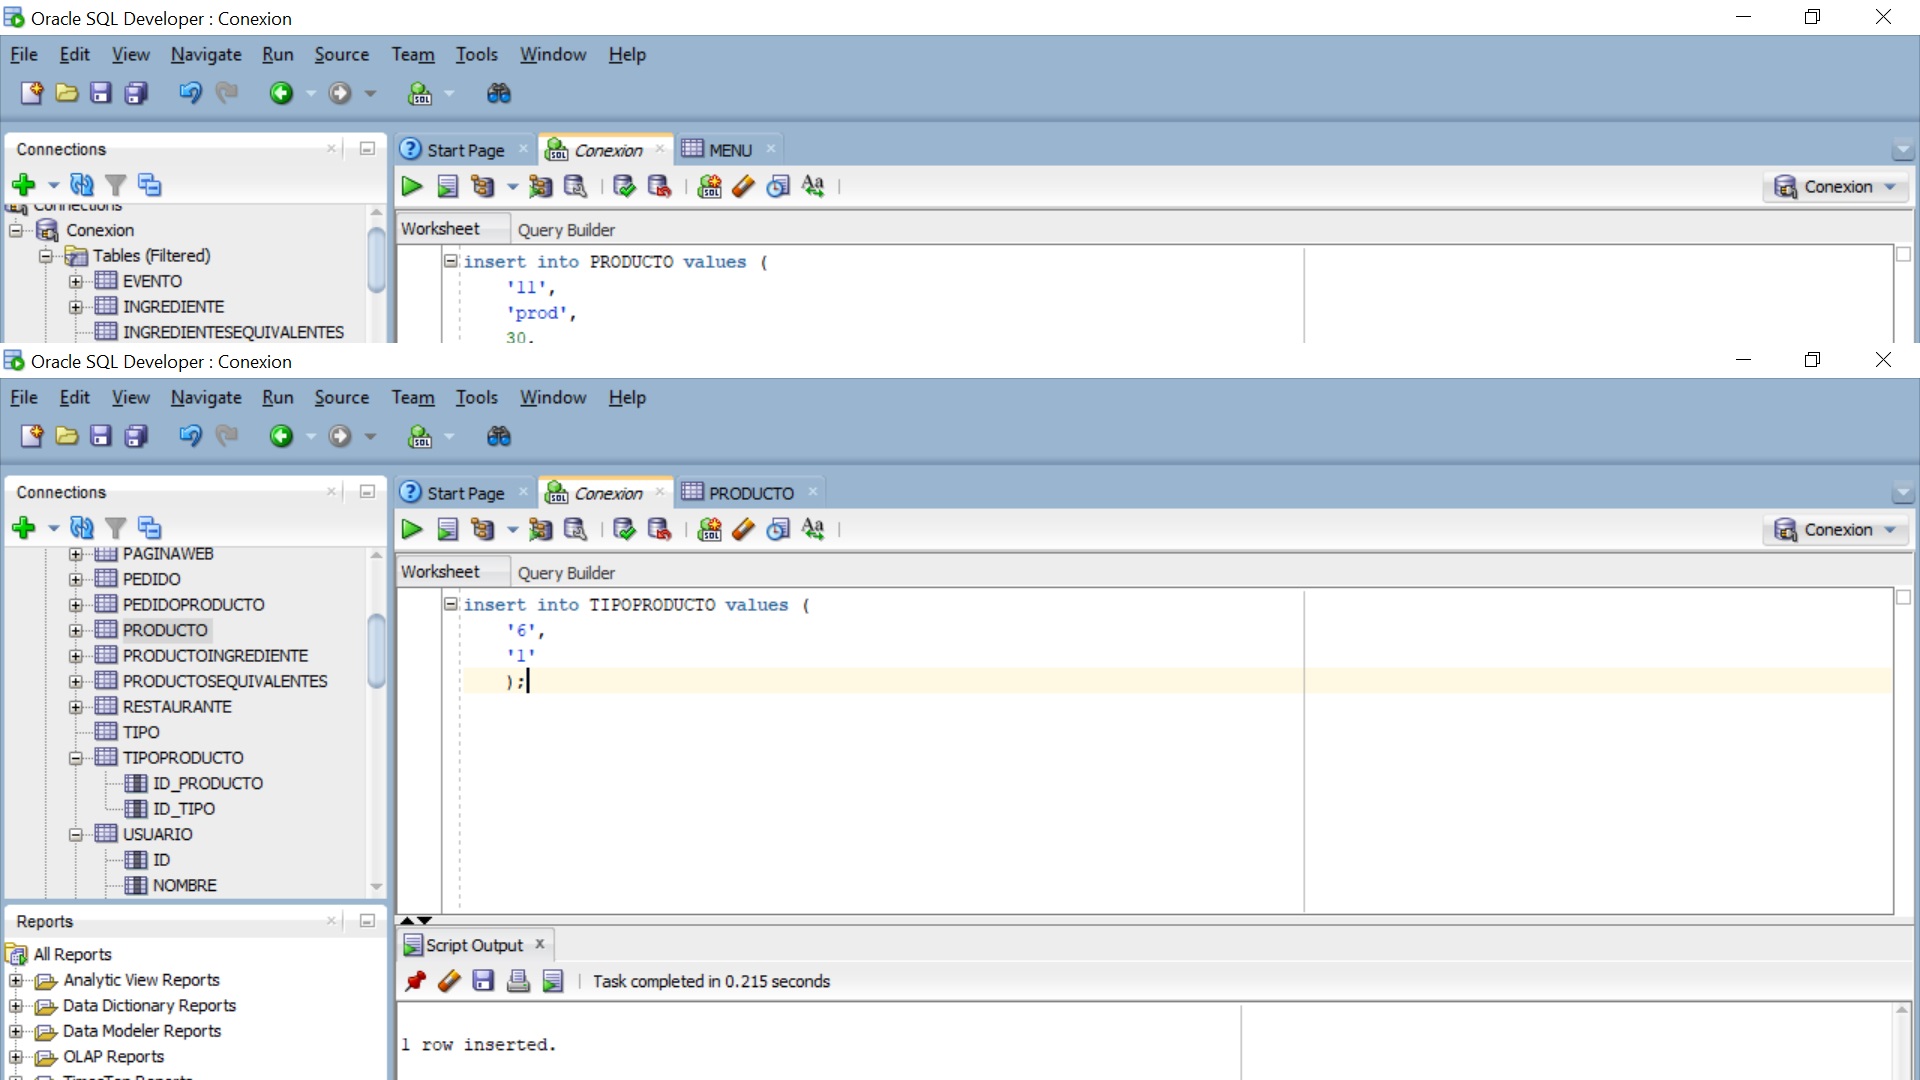 Oracle SQL Developer : Conexion
File Edit View Navigate Run Source Team Tools Window Help
Connections
Start Page
Conexion
MENU
Conexion
Connections
Conexion
Tables (Filtered)
EVENTO
INGREDIENTE
INGREDIENTESEQUIVALENTES
Worksheet
Query Builder
insert into PRODUCTO values (
'11',
'prod',
30,
Oracle SQL Developer : Conexion
File Edit View Navigate Run Source Team Tools Window Help
Connections
Start Page
Conexion
PRODUCTO
Conexion
PAGINAWEB
PEDIDO
PEDIDOPRODUCTO
PRODUCTO
PRODUCTOINGREDIENTE
PRODUCTOSEQUIVALENTES
RESTAURANTE
TIPO
TIPOPRODUCTO
ID_PRODUCTO
ID_TIPO
USUARIO
ID
NOMBRE
Worksheet
Query Builder
insert into TIPOPRODUCTO values (
'6',
'1'
);
Reports
All Reports
Analytic View Reports
Data Dictionary Reports
Data Modeler Reports
OLAP Reports
Script Output
Task completed in 0.215 seconds
1 row inserted.